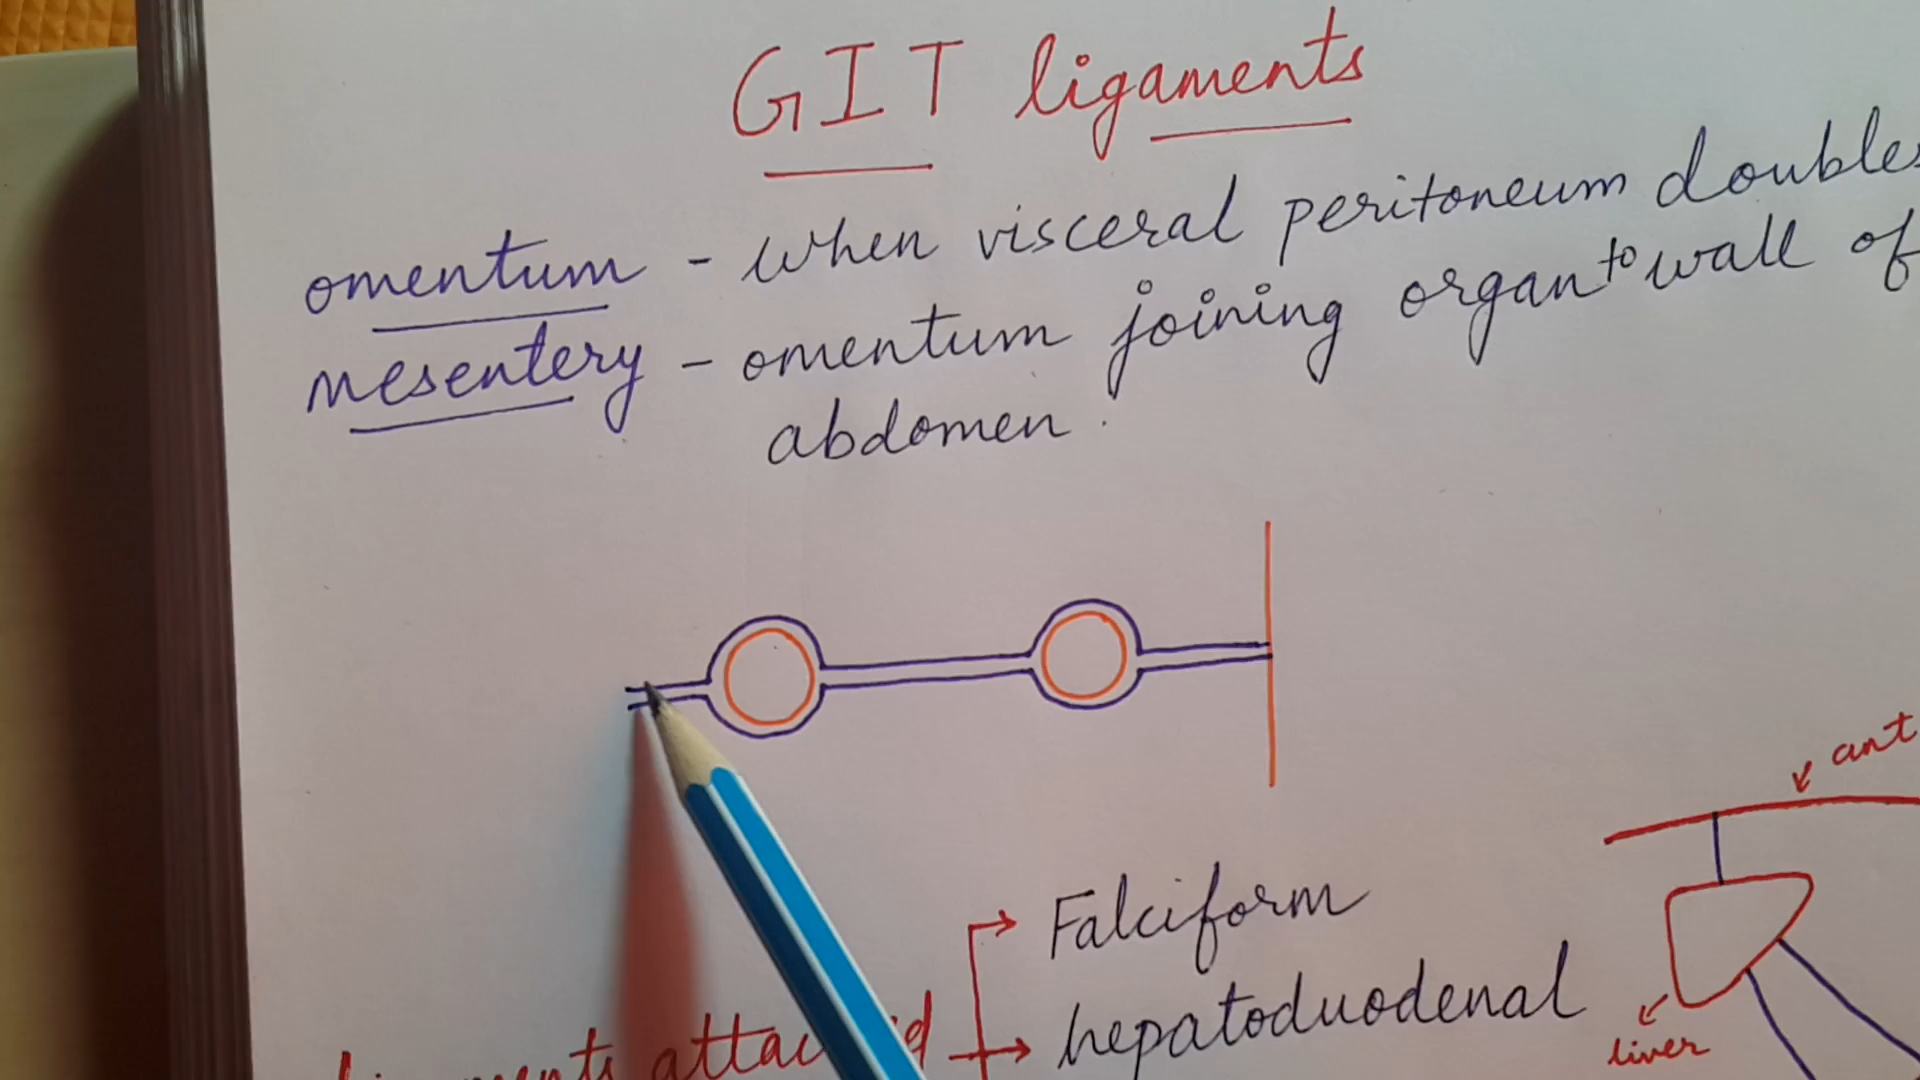 GIT ligaments
omentum - when visceral peritoneum doubles
mesentery - omentum joining organ to wall of
abdomen.
ant
Falciform
hepatoduodenal
liver